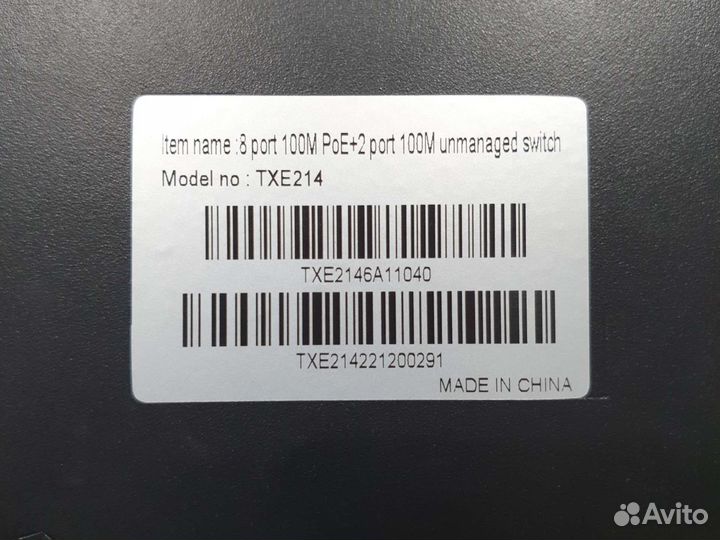 Item name :8 port 100M PoE+2 port 100M unmanaged switch
Model no : TXE214
TXE2146A11040
TXE214221200291
MADE IN CHINA
Avito